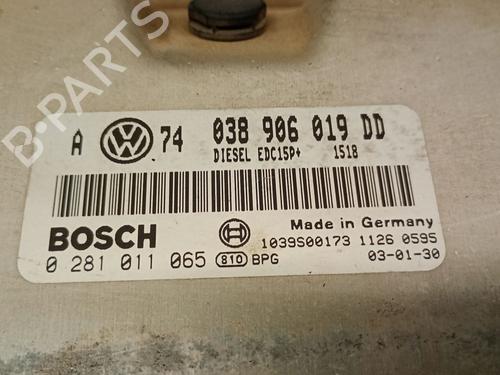 B-PARTS
A VW 74 038 906 019 DD
DIESEL EDC15P+ 1518
BOSCH
Made in Germany
1039S00173 1126 0595
0 281 011 065 810 BPG 03-01-30